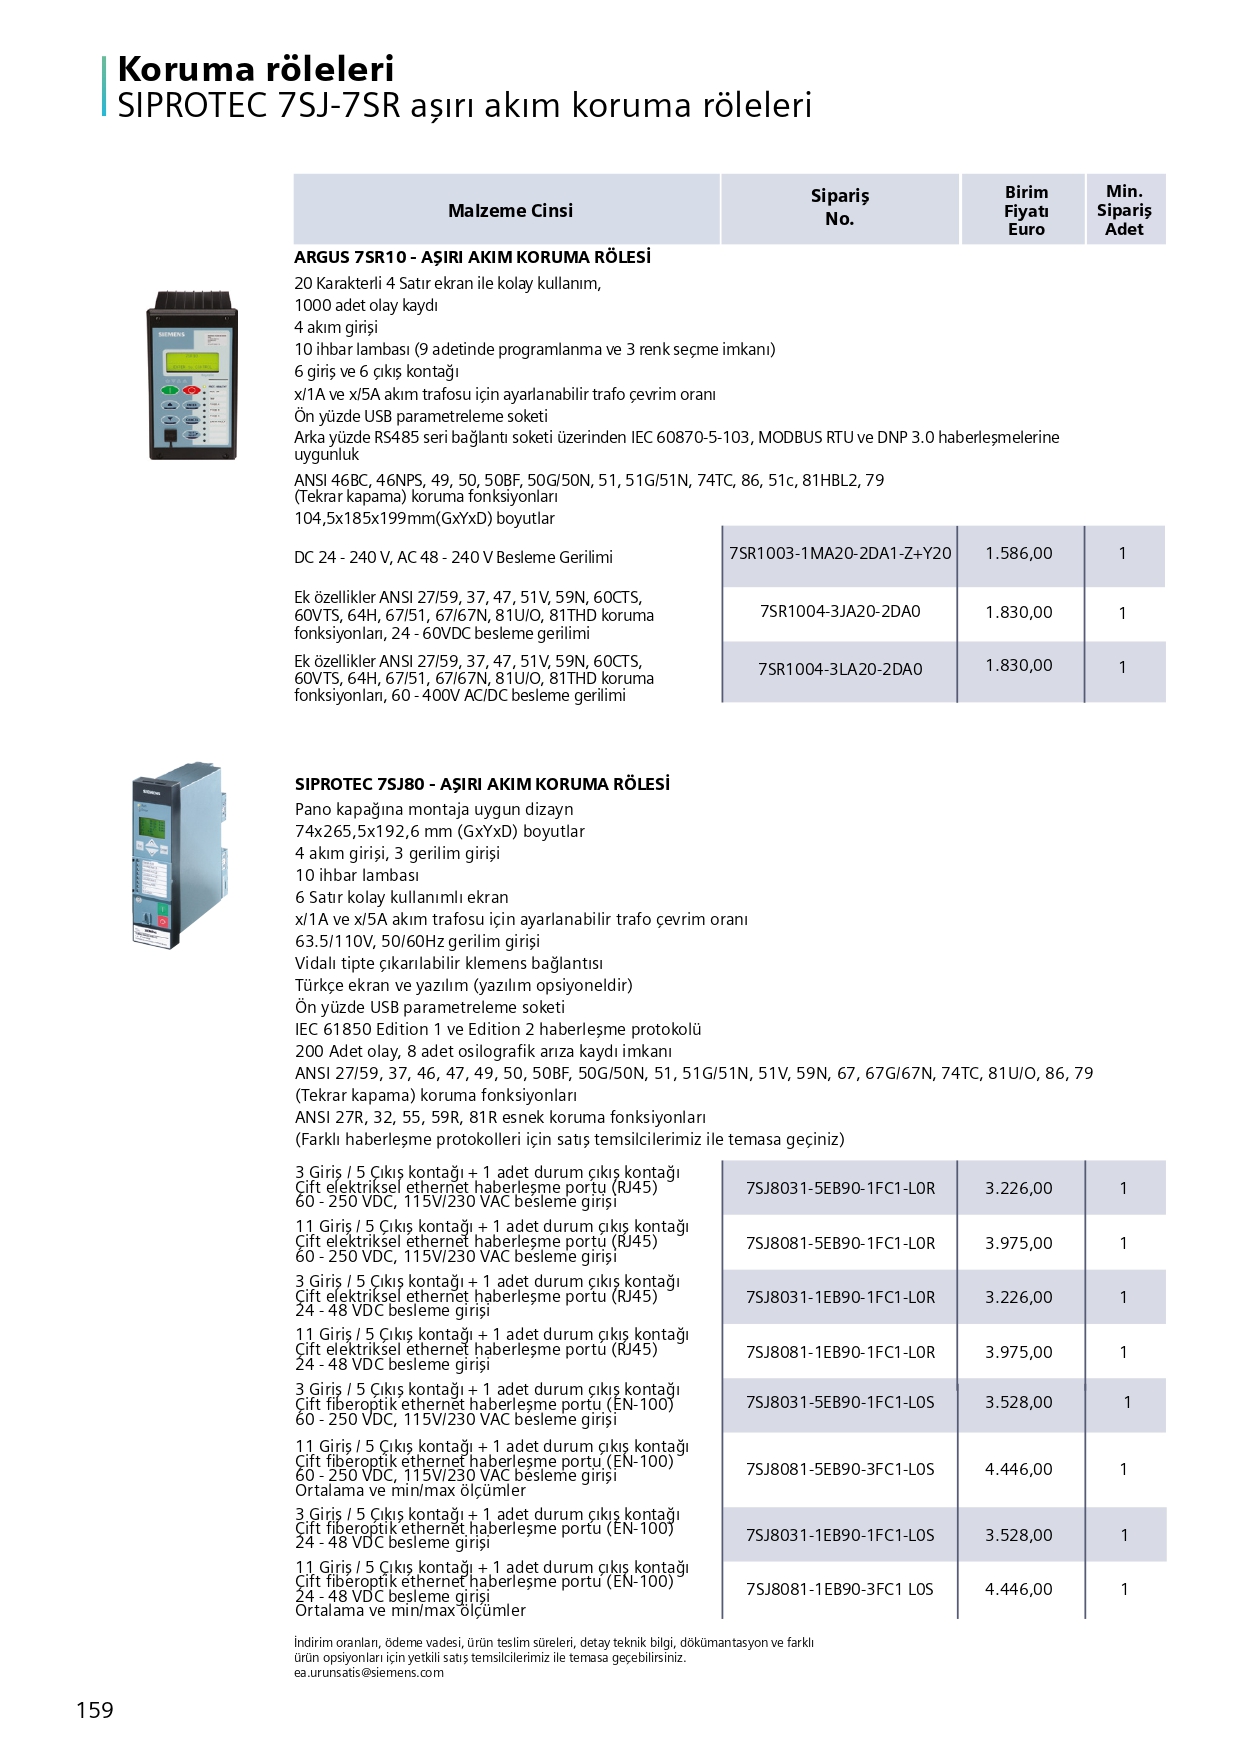 Koruma röleleri
SIPROTEC 7SJ-7SR aşırı akım koruma röleleri
Malzeme Cinsi
Sipariş
No.
Birim
Fiyatı
Euro
Min.
Sipariş
Adet
ARGUS 7SR10 - AŞIRI AKIM KORUMA RÖLESİ
20 Karakterli 4 Satır ekran ile kolay kullanım,
1000 adet olay kaydı
4 akım girişi
10 ihbar lambası (9 adetinde programlanma ve 3 renk seçme imkanı)
6 giriş ve 6 çıkış kontağı
x/1A ve x/5A akım trafosu için ayarlanabilir trafo çevrim oranı
Ön yüzde USB parametreleme soketi
Arka yüzde RS485 seri bağlantı soketi üzerinden IEC 60870-5-103, MODBUS RTU ve DNP 3.0 haberleşmelerine
uygunluk
ANSI 46BC, 46NPS, 49, 50, 50BF, 50G/50N, 51, 51G/51N, 74TC, 86, 51c, 81HBL2, 79
(Tekrar kapama) koruma fonksiyonları
104,5x185x199mm(GxYxD) boyutlar
DC 24 - 240 V, AC 48 - 240 V Besleme Gerilimi 7SR1003-1MA20-2DA1-Z+Y20 1.586,00 1
Ek özellikler ANSI 27/59, 37, 47, 51V, 59N, 60CTS,
60VTS, 64H, 67/51, 67/67N, 81U/O, 81THD koruma
fonksiyonları, 24 - 60VDC besleme gerilimi
7SR1004-3JA20-2DA0 1.830,00 1
Ek özellikler ANSI 27/59, 37, 47, 51V, 59N, 60CTS,
60VTS, 64H, 67/51, 67/67N, 81U/O, 81THD koruma
fonksiyonları, 60 - 400V AC/DC besleme gerilimi
7SR1004-3LA20-2DA0 1.830,00 1
SIEMENS
SIPROTEC 7SJ80 - AŞIRI AKIM KORUMA RÖLESİ
Pano kapağına montaja uygun dizayn
74x265,5x192,6 mm (GxYxD) boyutlar
4 akım girişi, 3 gerilim girişi
10 ihbar lambası
6 Satır kolay kullanımlı ekran
x/1A ve x/5A akım trafosu için ayarlanabilir trafo çevrim oranı
63.5/110V, 50/60Hz gerilim girişi
Vidalı tipte çıkarılabilir klemens bağlantısı
Türkçe ekran ve yazılım (yazılım opsiyoneldir)
Ön yüzde USB parametreleme soketi
IEC 61850 Edition 1 ve Edition 2 haberleşme protokolü
200 Adet olay, 8 adet osilografik arıza kaydı imkanı
ANSI 27/59, 37, 46, 47, 49, 50, 50BF, 50G/50N, 51, 51G/51N, 51V, 59N, 67, 67G/67N, 74TC, 81U/O, 86, 79
(Tekrar kapama) koruma fonksiyonları
ANSI 27R, 32, 55, 59R, 81R esnek koruma fonksiyonları
(Farklı haberleşme protokolleri için satış temsilcilerimiz ile temasa geçiniz)
3 Giriş / 5 Çıkış kontağı + 1 adet durum çıkış kontağı
Çift elektriksel ethernet haberleşme portu (RJ45)
60 - 250 VDC, 115V/230 VAC besleme girişi
7SJ8031-5EB90-1FC1-L0R 3.226,00 1
11 Giriş / 5 Çıkış kontağı + 1 adet durum çıkış kontağı
Çift elektriksel ethernet haberleşme portu (RJ45)
60 - 250 VDC, 115V/230 VAC besleme girişi
7SJ8081-5EB90-1FC1-L0R 3.975,00 1
3 Giriş / 5 Çıkış kontağı + 1 adet durum çıkış kontağı
Çift elektriksel ethernet haberleşme portu (RJ45)
24 - 48 VDC besleme girişi
7SJ8031-1EB90-1FC1-L0R 3.226,00 1
11 Giriş / 5 Çıkış kontağı + 1 adet durum çıkış kontağı
Çift elektriksel ethernet haberleşme portu (RJ45)
24 - 48 VDC besleme girişi
7SJ8081-1EB90-1FC1-L0R 3.975,00 1
3 Giriş / 5 Çıkış kontağı + 1 adet durum çıkış kontağı
Çift fiberoptik ethernet haberleşme portu (EN-100)
60 - 250 VDC, 115V/230 VAC besleme girişi
7SJ8031-5EB90-1FC1-L0S 3.528,00 1
11 Giriş / 5 Çıkış kontağı + 1 adet durum çıkış kontağı
Çift fiberoptik ethernet haberleşme portu (EN-100)
60 - 250 VDC, 115V/230 VAC besleme girişi
Ortalama ve min/max ölçümler
7SJ8081-5EB90-3FC1-L0S 4.446,00 1
3 Giriş / 5 Çıkış kontağı + 1 adet durum çıkış kontağı
Çift fiberoptik ethernet haberleşme portu (EN-100)
24 - 48 VDC besleme girişi
7SJ8031-1EB90-1FC1-L0S 3.528,00 1
11 Giriş / 5 Çıkış kontağı + 1 adet durum çıkış kontağı
Çift fiberoptik ethernet haberleşme portu (EN-100)
24 - 48 VDC besleme girişi
Ortalama ve min/max ölçümler
7SJ8081-1EB90-3FC1 L0S 4.446,00 1
İndirim oranları, ödeme vadesi, ürün teslim süreleri, detay teknik bilgi, dökümantasyon ve farklı
ürün opsiyonları için yetkili satış temsilcilerimiz ile temasa geçebilirsiniz.
ea.urunsatis@siemens.com
159